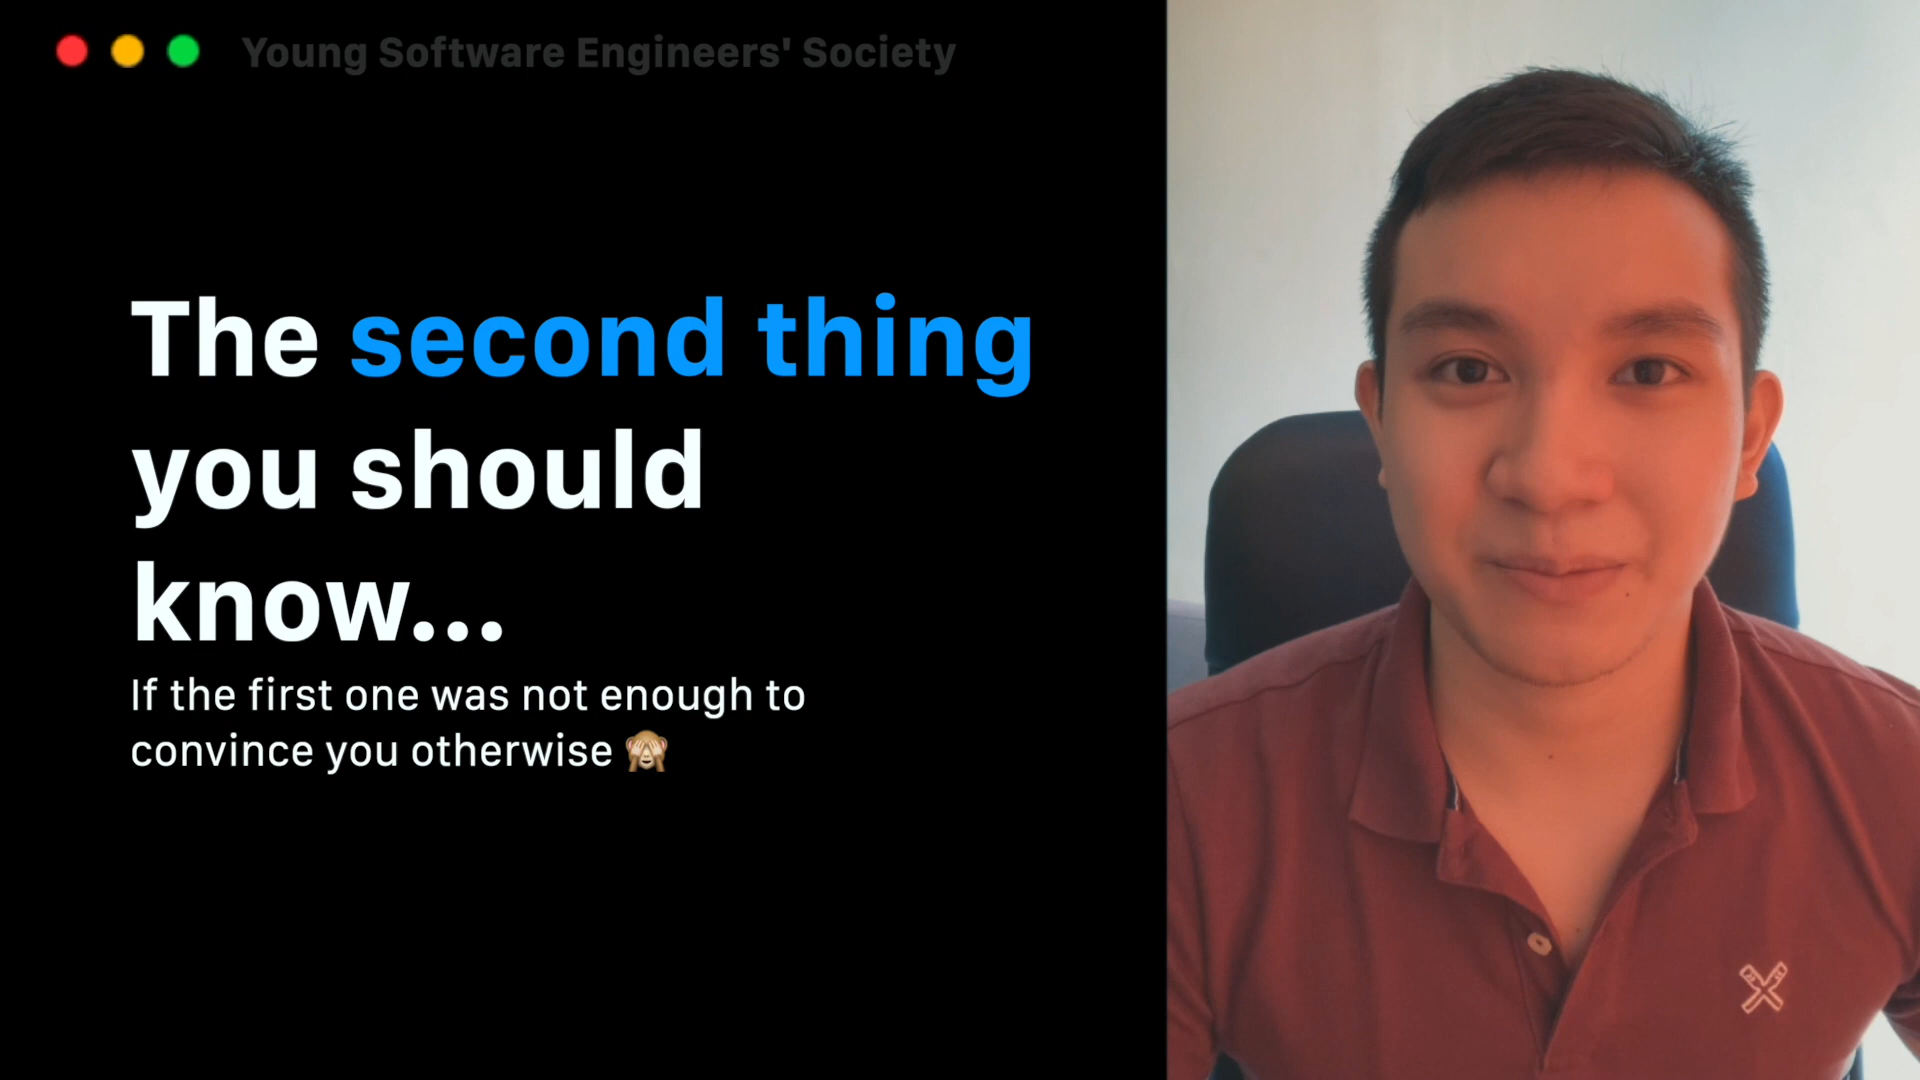 Young Software Engineers' Society
The second thing
you should
know...
If the first one was not enough to
convince you otherwise 🙈